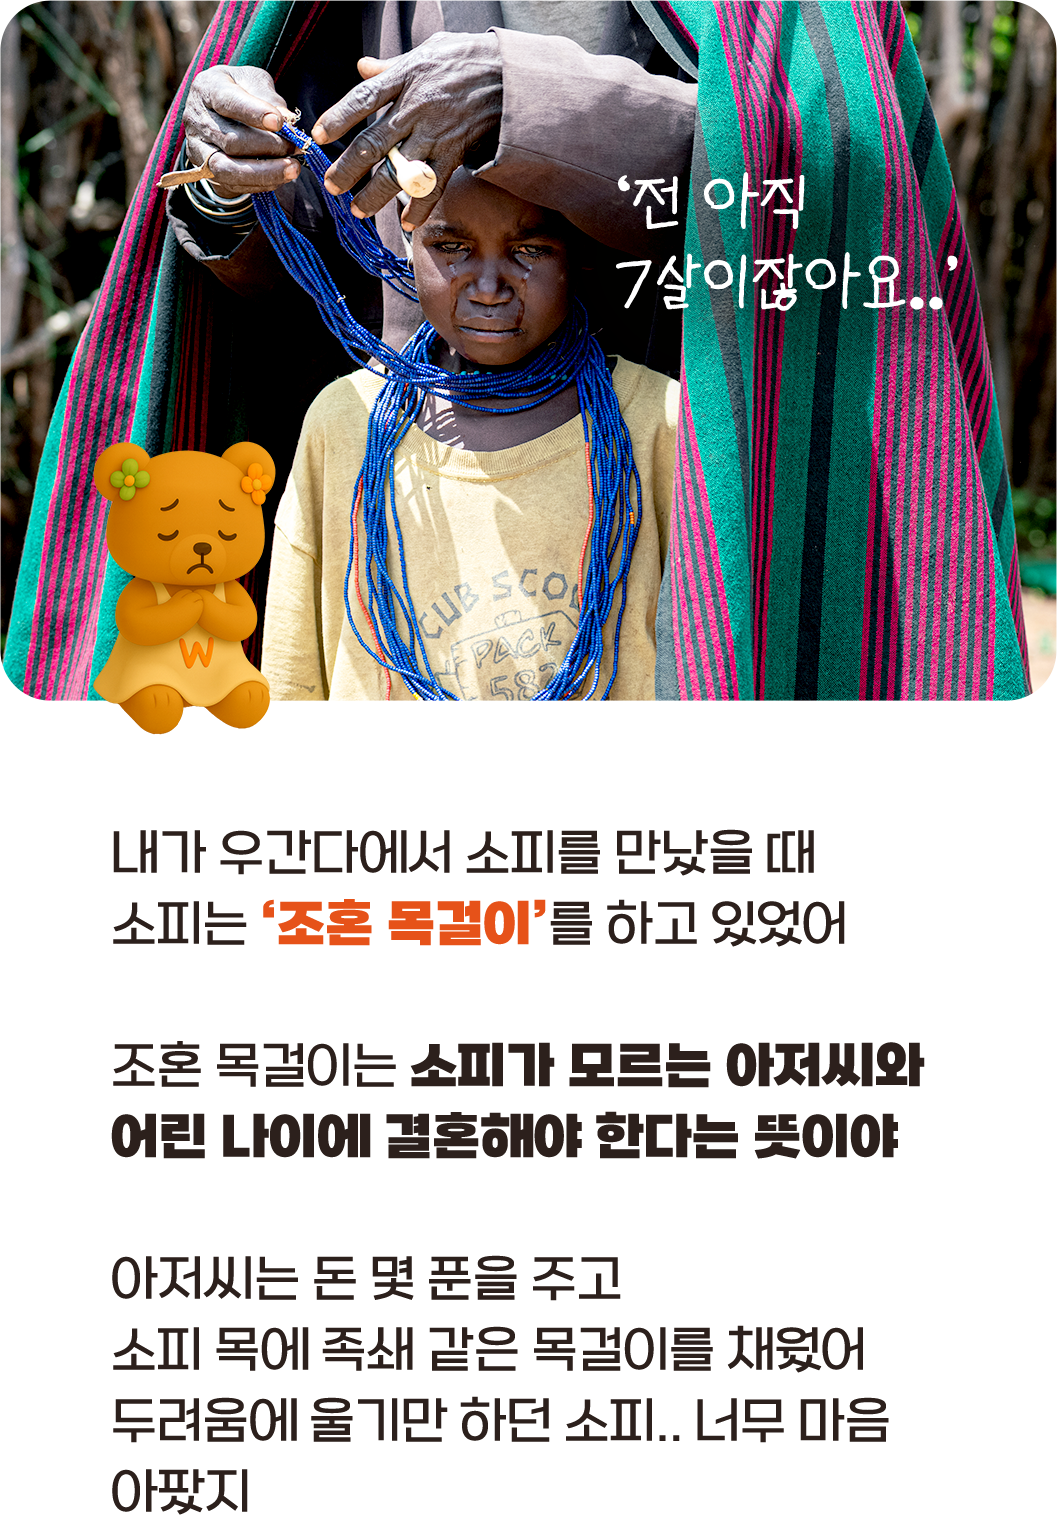 ‘전 아직
7살이잖아요..’
CUB SCO
PACK
58
W
내가 우간다에서 소피를 만났을 때
소피는 ‘조혼 목걸이’를 하고 있었어
조혼 목걸이는 소피가 모르는 아저씨와
어린 나이에 결혼해야 한다는 뜻이야
아저씨는 돈 몇 푼을 주고
소피 목에 족쇄 같은 목걸이를 채웠어
두려움에 울기만 하던 소피.. 너무 마음
아팠지